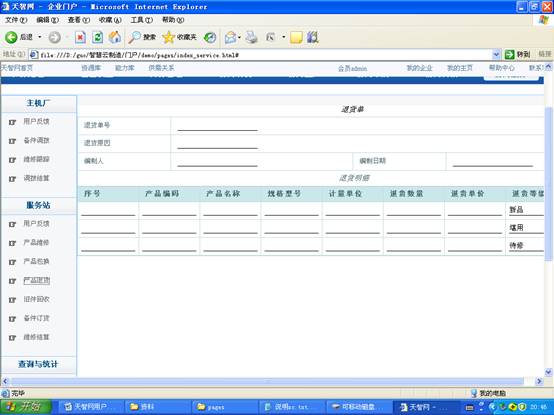 天智网 - 企业门户 - Microsoft Internet Explorer
文件(F) 编辑(E) 查看(V) 收藏(A) 工具(T) 帮助(H)
后退 搜索 收藏夹
地址(D) file:///D:/guo/智慧云制造/门户/demo/pages/index_service.html# 转到 链接
天智网首页 资源库 能力库 供需关系 会员admin 我的企业 我的主页 帮助中心 联系
主机厂
用户反馈
备件调拨
维修跟踪
调拨结算
服务站
用户反馈
产品维修
产品包换
产品退货
旧件回收
备件订货
维修结算
查询与统计
退货单
退货单号
退货原因
编制人 编制日期
退货明细
序号 产品编码 产品名称 规格型号 计量单位 退货数量 退货单价 退货等级
新品
堪用
待修
完毕 我的电脑
开始 天智网用户... 资料 pages 说明ss.txt... 可移动磁盘... 天智网 - ... 20:48